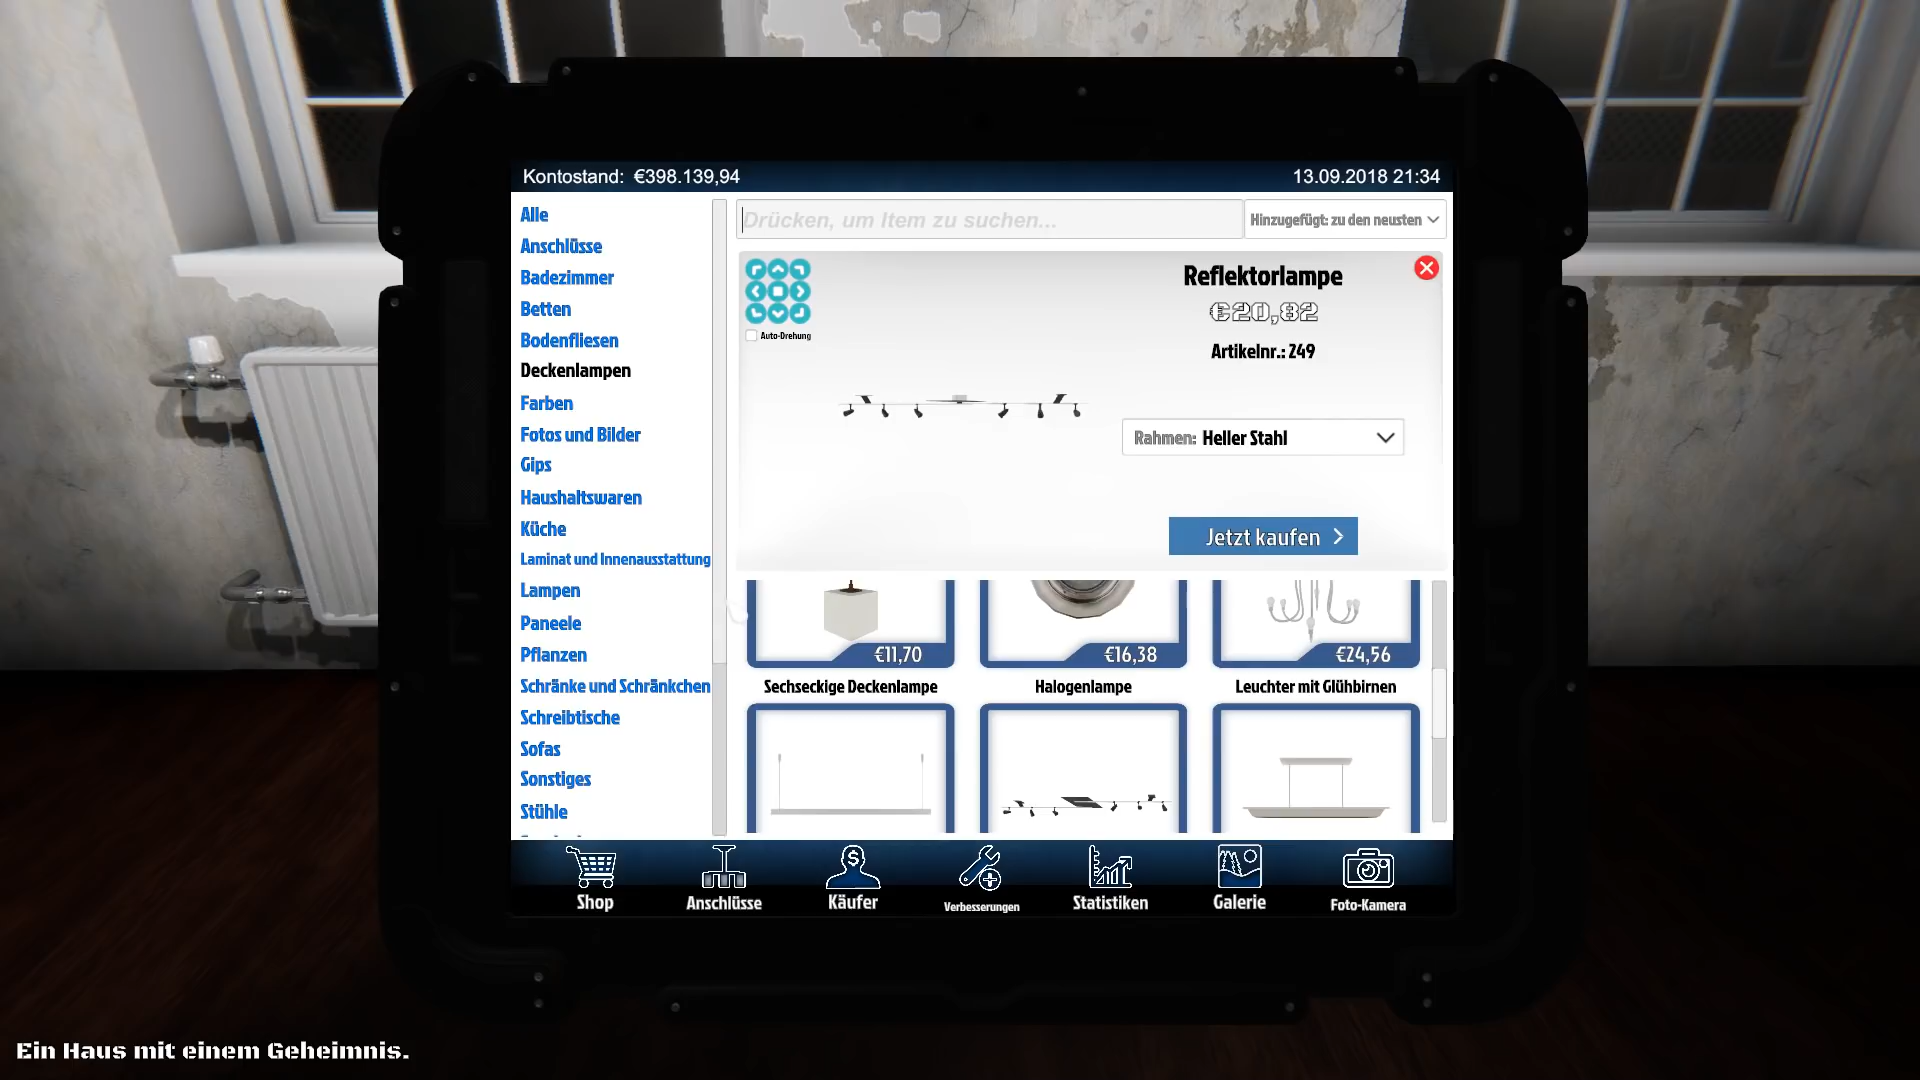 Kontostand: €398.139,94
13.09.2018 21:34
Alle
Anschlüsse
Badezimmer
Betten
Bodenfliesen
Deckenlampen
Farben
Fotos und Bilder
Gips
Haushaltswaren
Küche
Laminat und Innenausstattung
Lampen
Paneele
Pflanzen
Schränke und Schränkchen
Schreibtische
Sofas
Sonstiges
Stühle
Drücken, um Item zu suchen...
Hinzugefügt: zu den neusten
Auto-Drehung
Reflektorlampe
€20,82
Artikelnr.: 249
Rahmen: Heller Stahl
Jetzt kaufen
€11,70
€16,38
€24,56
Sechseckige Deckenlampe
Halogenlampe
Leuchter mit Glühbirnen
Shop
Anschlüsse
Käufer
Verbesserungen
Statistiken
Galerie
Foto-Kamera
Ein Haus mit einem Geheimnis.